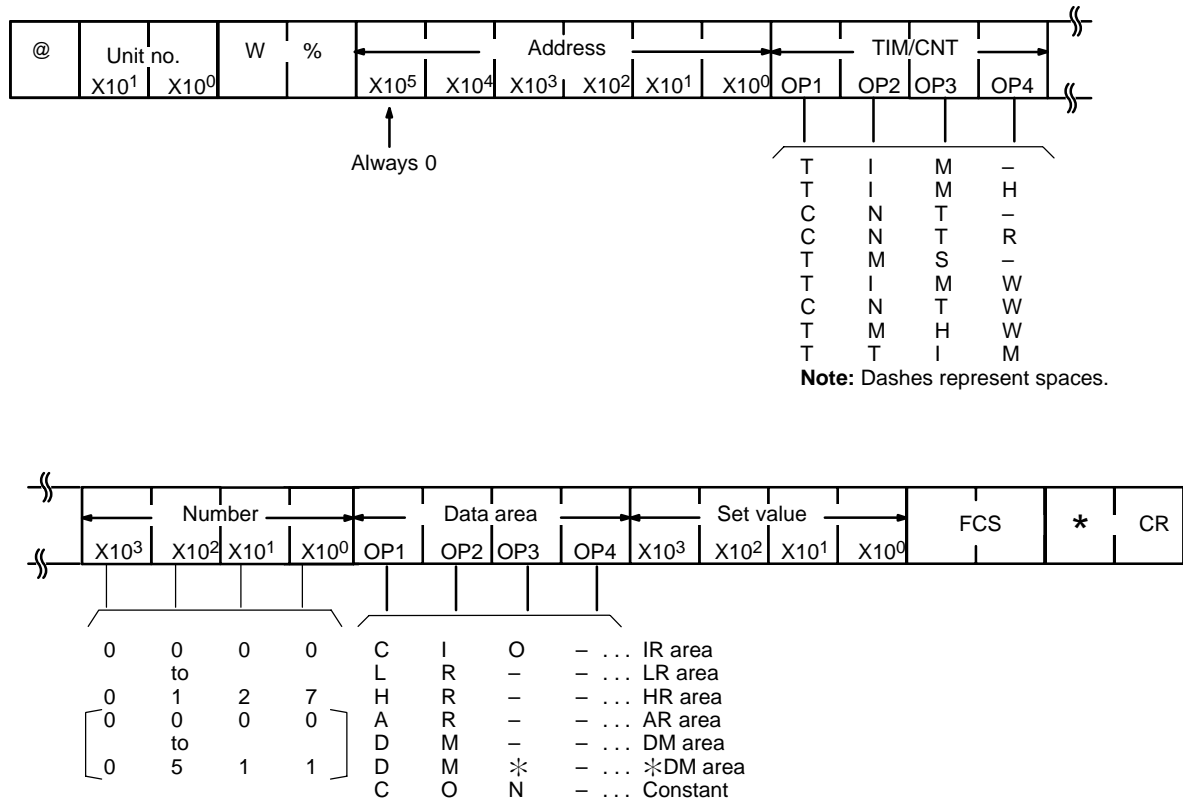 @ Unit no. W % Address TIM/CNT
X10¹ X10⁰ X10⁵ X10⁴ X10³ X10² X10¹ X10⁰ OP1 OP2 OP3 OP4
Always 0
T I M –
T I M H
C N T –
C N T R
T M S –
T I M W
C N T W
T M H W
T T I M
Note: Dashes represent spaces.
Number Data area Set value FCS * CR
X10³ X10² X10¹ X10⁰ OP1 OP2 OP3 OP4 X10³ X10² X10¹ X10⁰
0 0 0 0 C I O – ... IR area
to L R – – ... LR area
0 1 2 7 H R – – ... HR area
0 0 0 0 A R – – ... AR area
to D M – – ... DM area
0 5 1 1 D M ✳ – ... ✳DM area
C O N – ... Constant